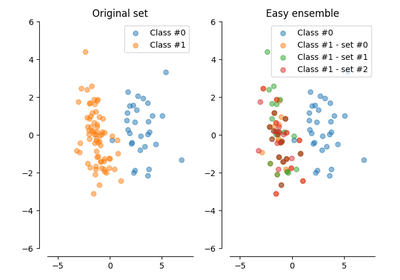 Original set
Easy ensemble
6
4
2
0
−2
−4
−6
−5
0
5
Class #0
Class #1
6
4
2
0
−2
−4
−6
−5
0
5
Class #0
Class #1 - set #0
Class #1 - set #1
Class #1 - set #2